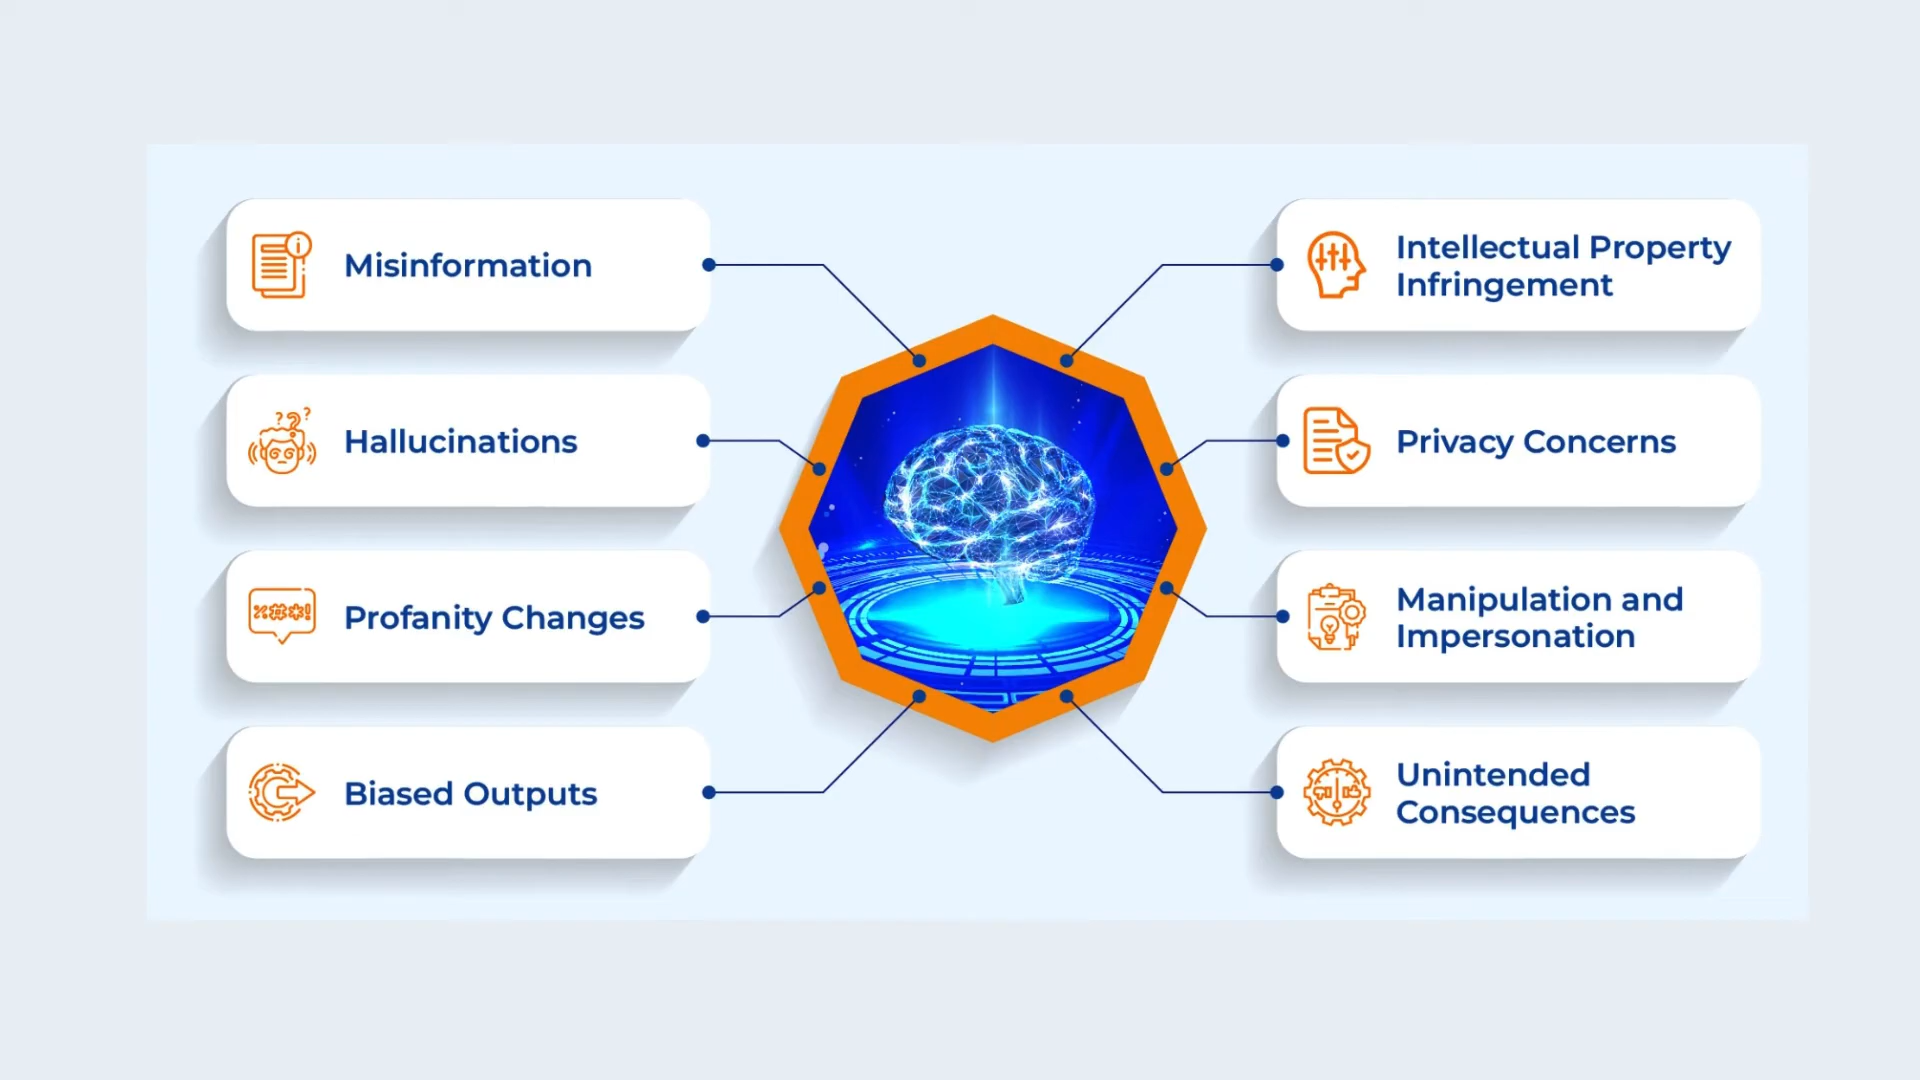 Misinformation
Hallucinations
%#*!
Profanity Changes
Biased Outputs
Intellectual Property
Infringement
Privacy Concerns
Manipulation and
Impersonation
Unintended
Consequences